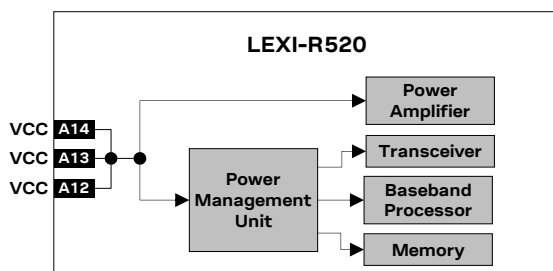 LEXI-R520
Power
Amplifier
VCC A14
Transceiver
VCC A13
Power
Management
Unit
Baseband
Processor
VCC A12
Memory